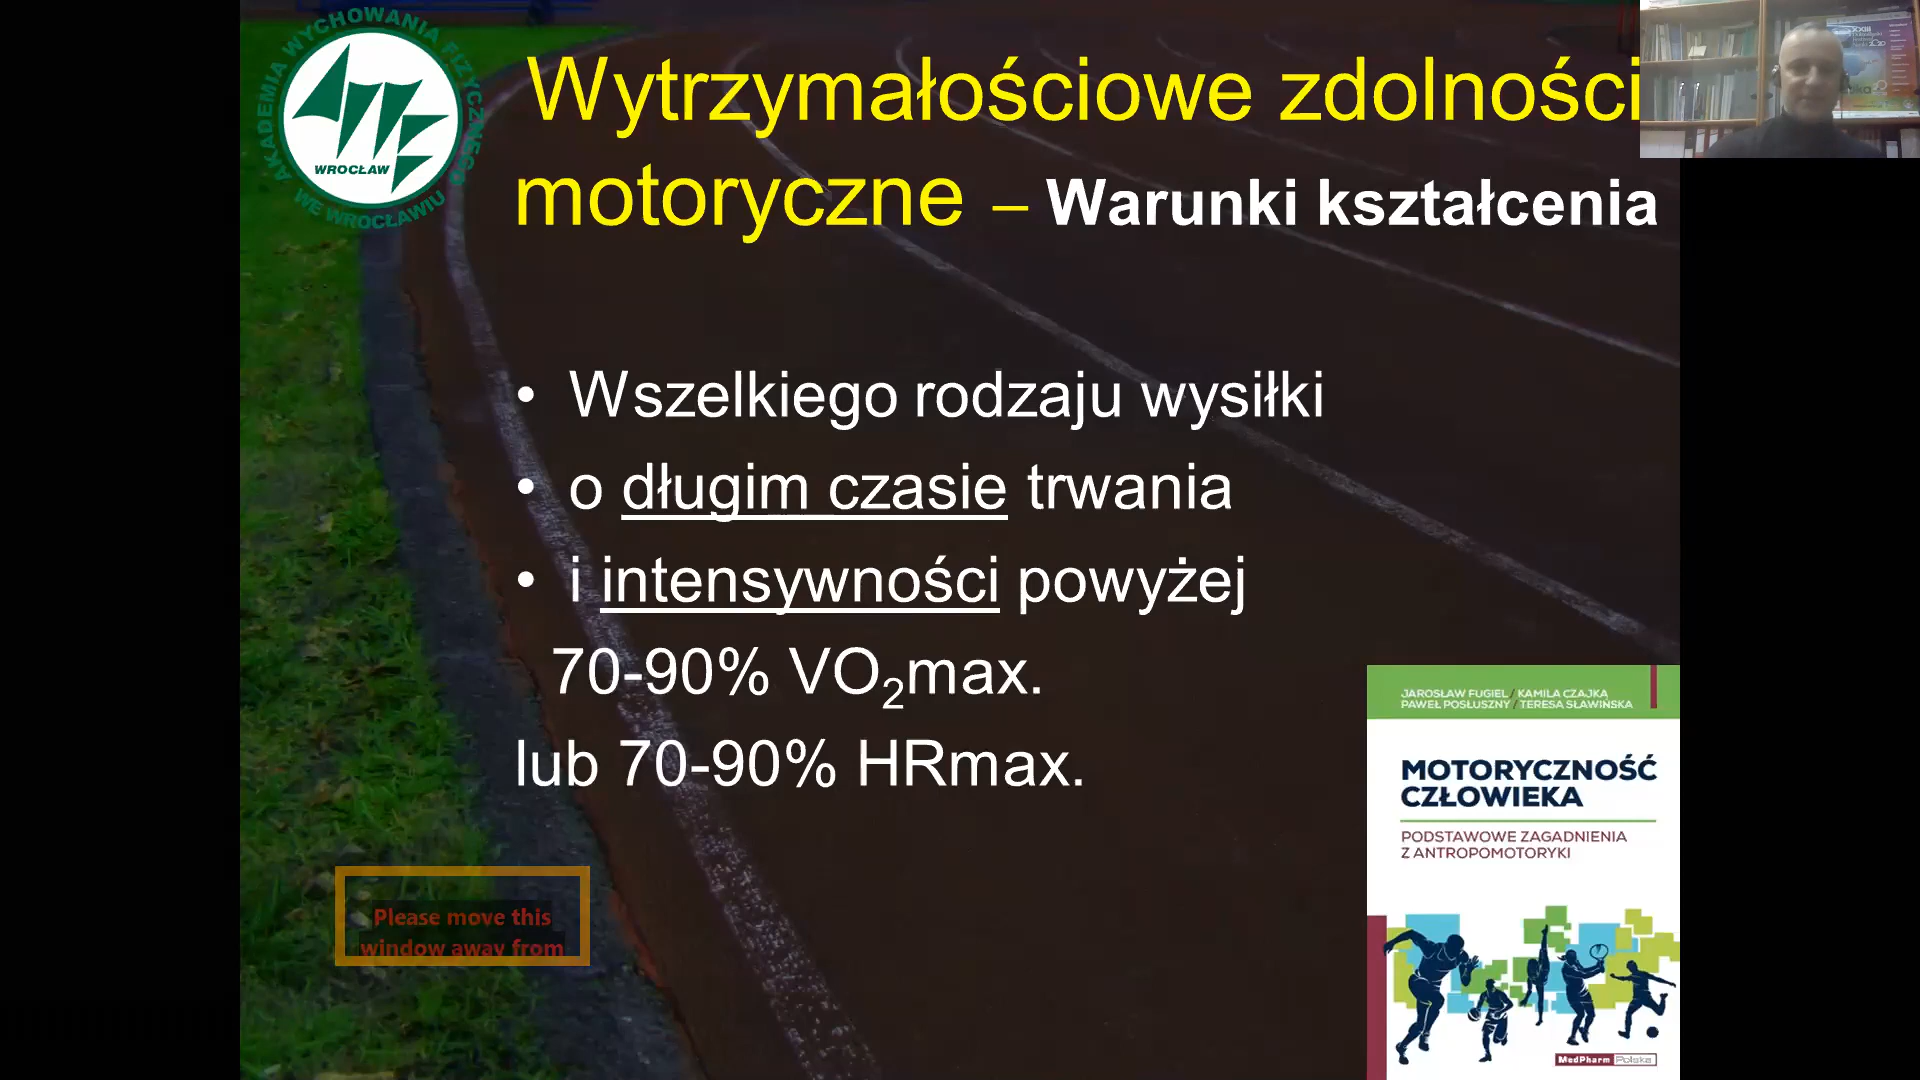 AKADEMIA WYCHOWANIA FIZYCZNEGO
WE WROCŁAWIU
WROCŁAW
Wytrzymałościowe zdolności
motoryczne – Warunki kształcenia
• Wszelkiego rodzaju wysiłki
• o długim czasie trwania
• i intensywności powyżej
70-90% VO₂max.
lub 70-90% HRmax.
Please move this
window away from
JAROSŁAW FUGIEL / KAMILA CZAJKA
PAWEŁ POSŁUSZNY / TERESA SŁAWIŃSKA
MOTORYCZNOŚĆ
CZŁOWIEKA
PODSTAWOWE ZAGADNIENIA
Z ANTROPOMOTORYKI
MedPharm Polska